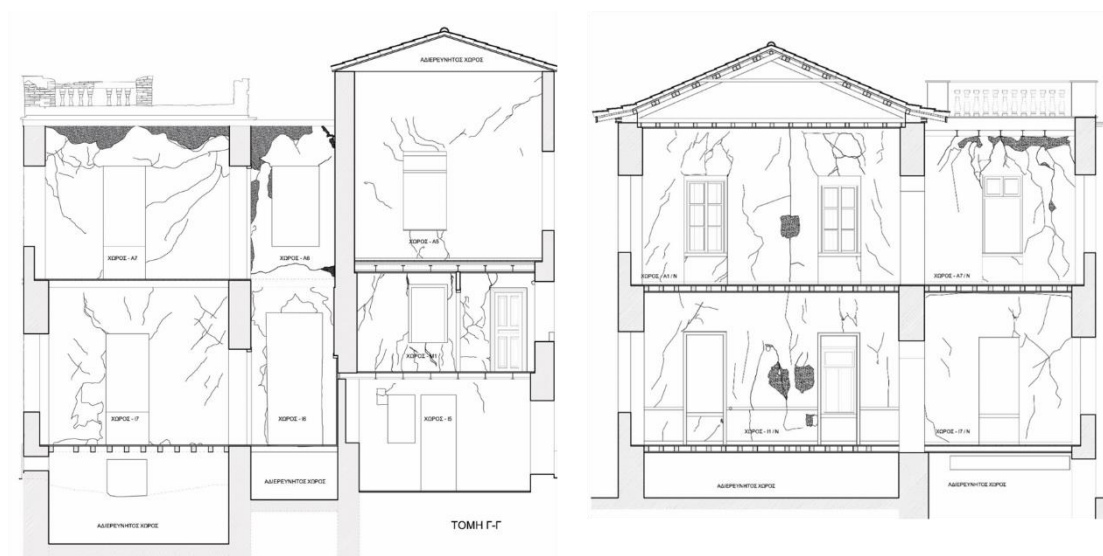 ΑΔΙΕΡΕΥΝΗΤΟΣ ΧΩΡΟΣ
ΧΩΡΟΣ - Α7
ΧΩΡΟΣ - Α6
ΧΩΡΟΣ - Α5
ΧΩΡΟΣ - Μ1
ΧΩΡΟΣ - Ι7
ΧΩΡΟΣ - Ι6
ΧΩΡΟΣ - Ι5
ΑΔΙΕΡΕΥΝΗΤΟΣ ΧΩΡΟΣ
ΑΔΙΕΡΕΥΝΗΤΟΣ ΧΩΡΟΣ
ΤΟΜΗ Γ-Γ
ΧΩΡΟΣ - Α1 / Ν
ΧΩΡΟΣ - Α7 / Ν
ΧΩΡΟΣ - Ι1 / Ν
ΧΩΡΟΣ - Ι7 / Ν
ΑΔΙΕΡΕΥΝΗΤΟΣ ΧΩΡΟΣ
ΑΔΙΕΡΕΥΝΗΤΟΣ ΧΩΡΟΣ